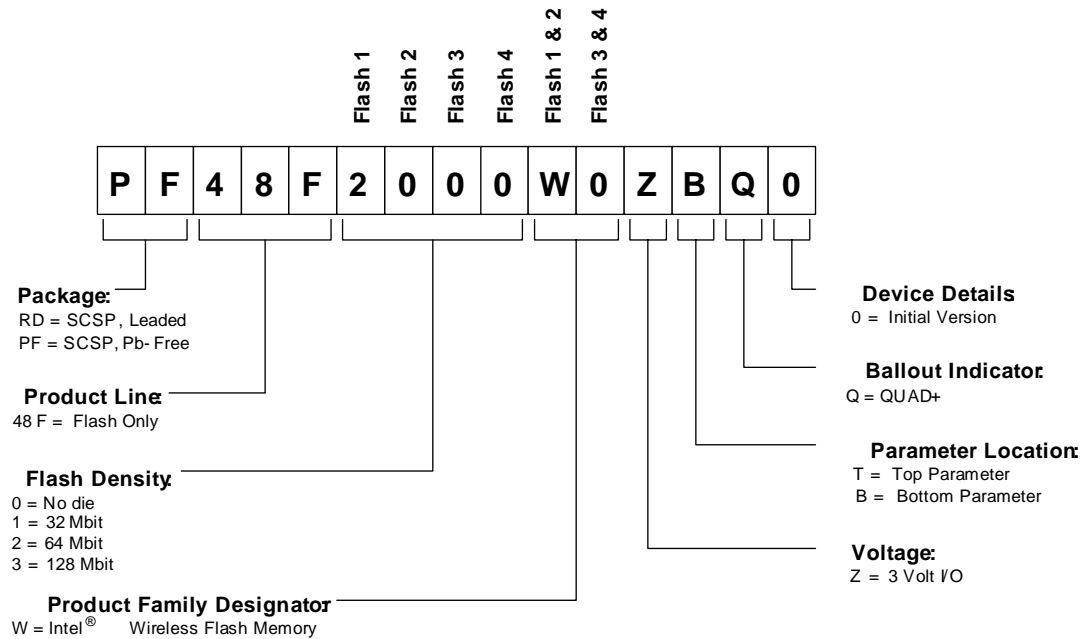 Flash 1
Flash 2
Flash 3
Flash 4
Flash 1 & 2
Flash 3 & 4
P F 4 8 F 2 0 0 0 W 0 Z B Q 0
Package:
RD = SCSP, Leaded
PF = SCSP, Pb-Free
Product Line:
48F = Flash Only
Flash Density:
0 = No die
1 = 32 Mbit
2 = 64 Mbit
3 = 128 Mbit
Product Family Designator:
W = Intel® Wireless Flash Memory
Device Details:
0 = Initial Version
Ballout Indicator:
Q = QUAD+
Parameter Location:
T = Top Parameter
B = Bottom Parameter
Voltage:
Z = 3 Volt I/O